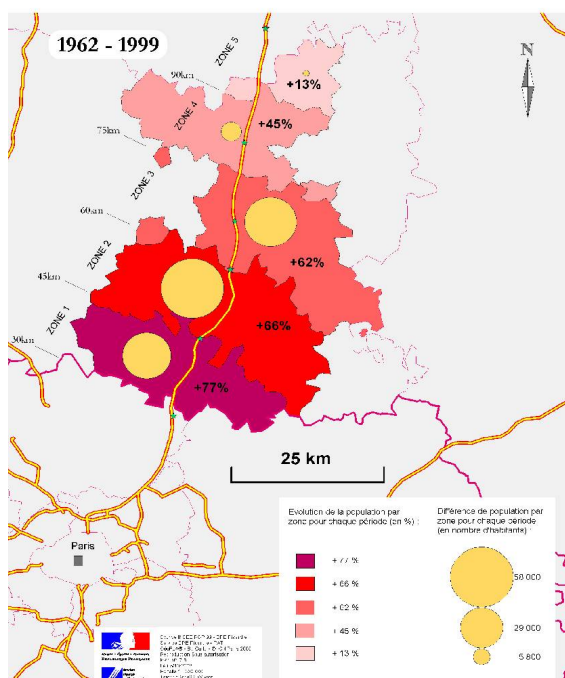 1962 - 1999
ZONE 5
N
90km
+13%
ZONE 4
+45%
75km
ZONE 3
60km
+62%
ZONE 2
45km
+66%
ZONE 1
30km
+77%
25 km
Paris
Evolution de la population par
zone pour chaque période (en %) :
+ 77 %
+ 66 %
+ 62 %
+ 45 %
+ 13 %
Différence de population par
zone pour chaque période
(en nombre d'habitants) :
58 000
29 000
5 800